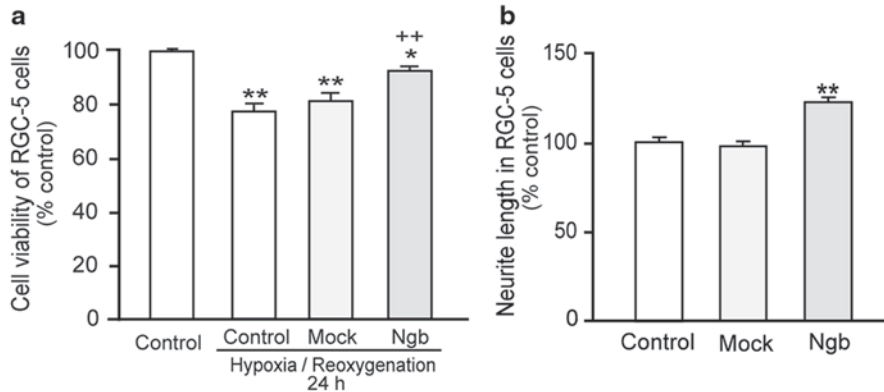 a
Cell viability of RGC-5 cells
(% control)
100
80
60
40
20
0
**
**
++
*
Control
Control Mock Ngb
Hypoxia / Reoxygenation
24 h
b
Neurite length in RGC-5 cells
(% control)
150
100
50
0
**
Control Mock Ngb